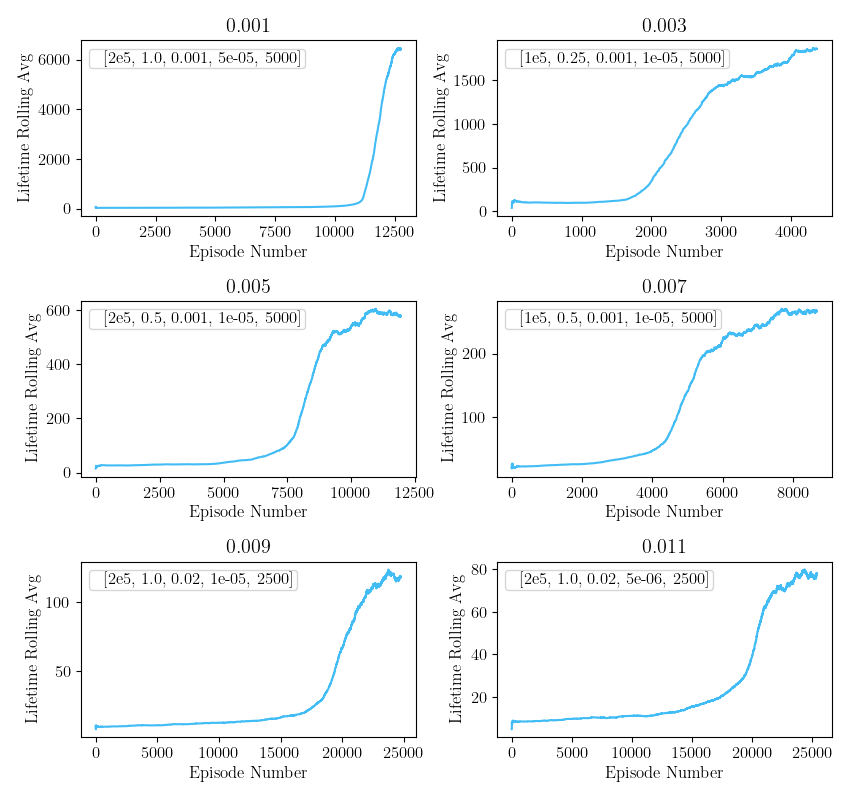 0.001
[2e5, 1.0, 0.001, 5e-05, 5000]
Lifetime Rolling Avg
6000
4000
2000
0
0 2500 5000 7500 10000 12500
Episode Number
0.003
[1e5, 0.25, 0.001, 1e-05, 5000]
Lifetime Rolling Avg
1500
1000
500
0
0 1000 2000 3000 4000
Episode Number
0.005
[2e5, 0.5, 0.001, 1e-05, 5000]
Lifetime Rolling Avg
600
400
200
0
0 2500 5000 7500 10000 12500
Episode Number
0.007
[1e5, 0.5, 0.001, 1e-05, 5000]
Lifetime Rolling Avg
200
100
0 2000 4000 6000 8000
Episode Number
0.009
[2e5, 1.0, 0.02, 1e-05, 2500]
Lifetime Rolling Avg
100
50
0 5000 10000 15000 20000 25000
Episode Number
0.011
[2e5, 1.0, 0.02, 5e-06, 2500]
Lifetime Rolling Avg
80
60
40
20
0 5000 10000 15000 20000 25000
Episode Number